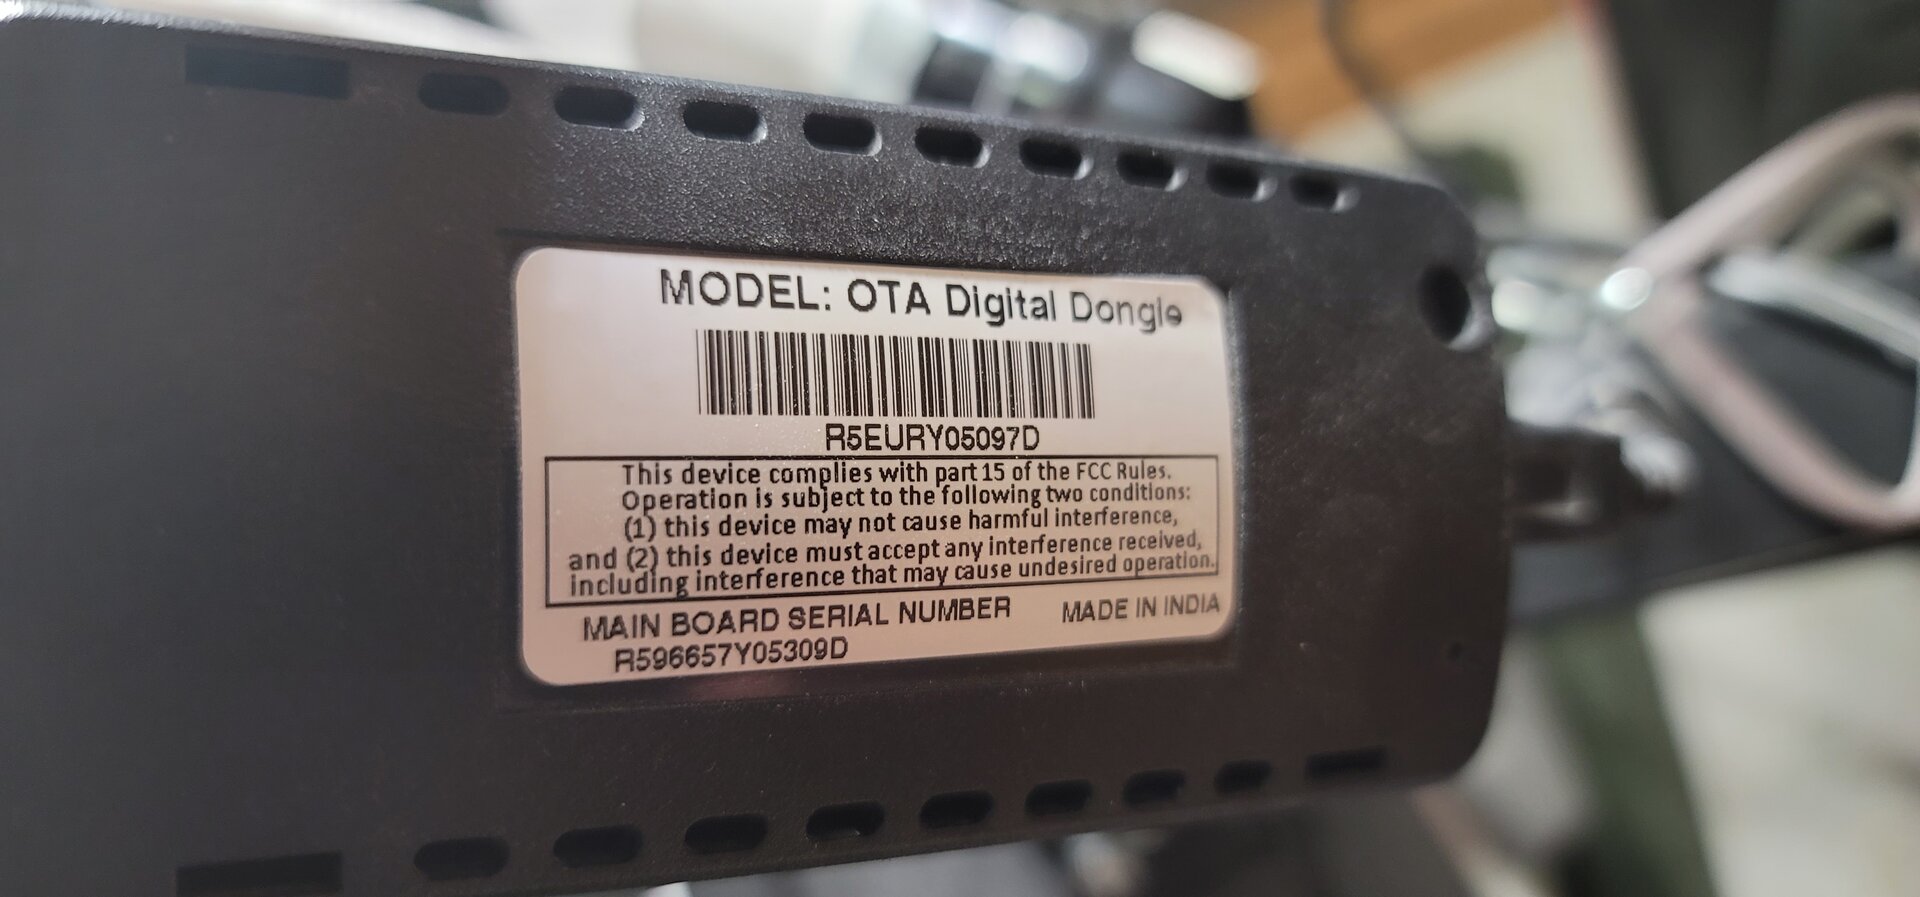 MODEL: OTA Digital Dongle
R5EURY05097D
This device complies with part 15 of the FCC Rules.
Operation is subject to the following two conditions:
(1) this device may not cause harmful interference,
and (2) this device must accept any interference received,
including interference that may cause undesired operation.
MAIN BOARD SERIAL NUMBER MADE IN INDIA
R596657Y05309D